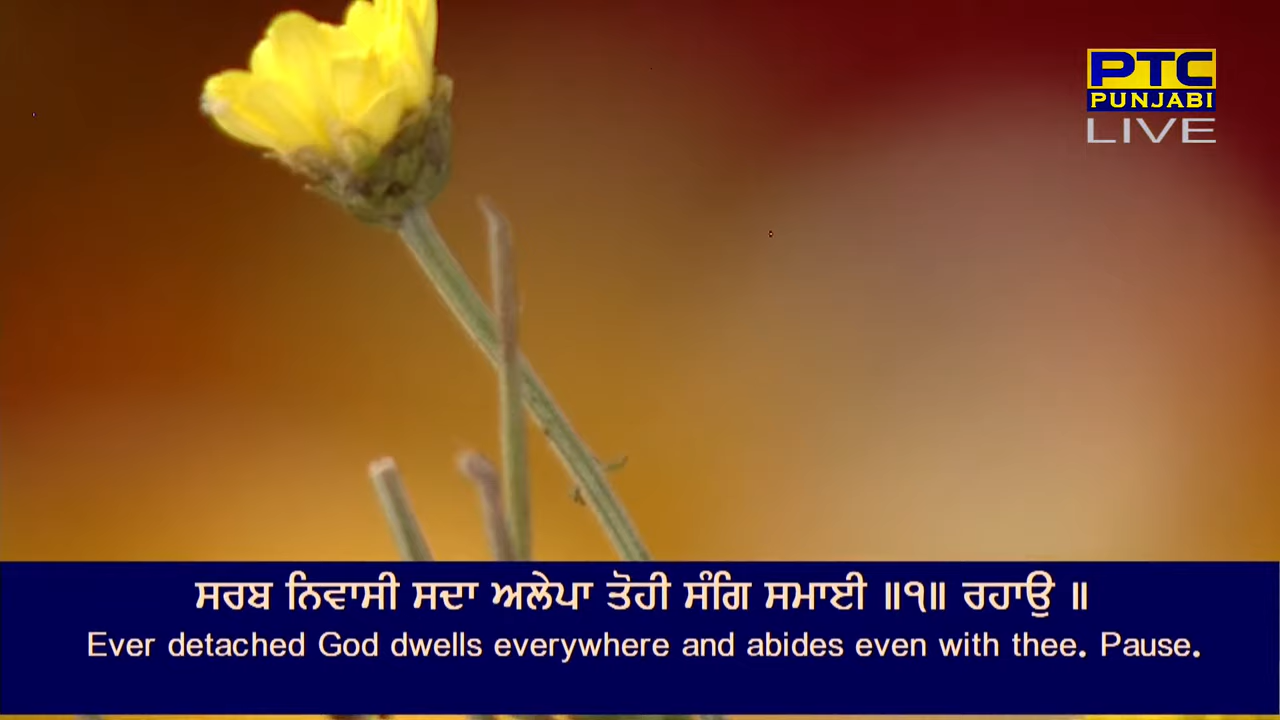 PTC
PUNJABI
LIVE
ਸਰਬ ਨਿਵਾਸੀ ਸਦਾ ਅਲੇਪਾ ਤੋਹੀ ਸੰਗਿ ਸਮਾਈ ॥੧॥ ਰਹਾਉ ॥
Ever detached God dwells everywhere and abides even with thee. Pause.